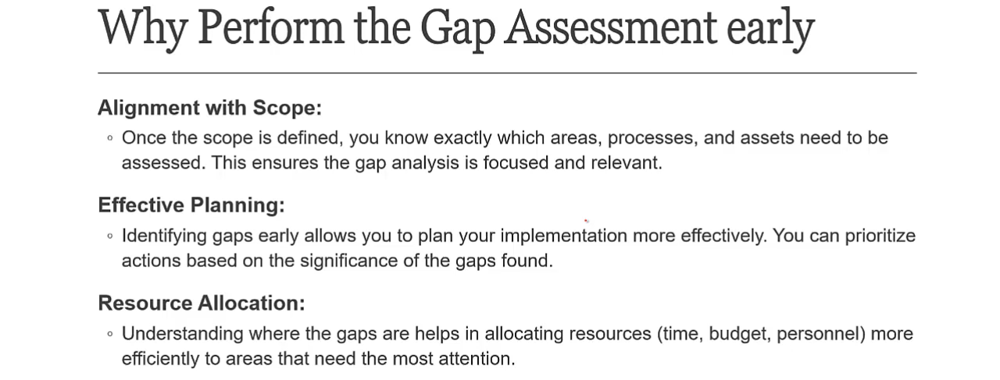 Why Perform the Gap Assessment early
Alignment with Scope:
◦ Once the scope is defined, you know exactly which areas, processes, and assets need to be
assessed. This ensures the gap analysis is focused and relevant.
Effective Planning:
◦ Identifying gaps early allows you to plan your implementation more effectively. You can prioritize
actions based on the significance of the gaps found.
Resource Allocation:
◦ Understanding where the gaps are helps in allocating resources (time, budget, personnel) more
efficiently to areas that need the most attention.